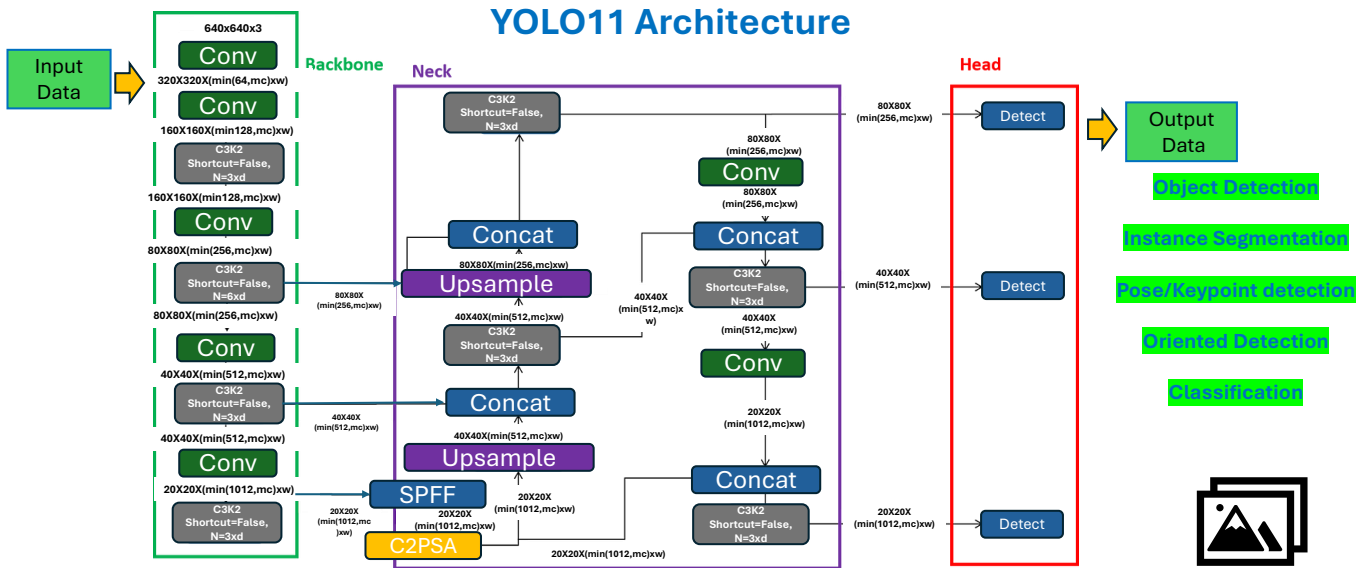 YOLO11 Architecture
Input
Data
640x640x3
Conv
320X320X(min(64,mc)xw)
Conv
160X160X(min128,mc)xw)
C3K2
Shortcut=False,
N=3xd
160X160X(min128,mc)xw)
Conv
80X80X(min(256,mc)xw)
C3K2
Shortcut=False,
N=6xd
80X80X(min(256,mc)xw)
Conv
40X40X(min(512,mc)xw)
C3K2
Shortcut=False,
N=3xd
40X40X(min(512,mc)xw)
Conv
20X20X(min(1012,mc)xw)
C3K2
Shortcut=False,
N=3xd
Backbone
Neck
C3K2
Shortcut=False,
N=3xd
Concat
80X80X(min(256,mc)xw)
Upsample
80X80X
(min(256,mc)xw)
40X40X(min(512,mc)xw)
C3K2
Shortcut=False,
N=3xd
Concat
40X40X
(min(512,mc)xw)
40X40X(min(512,mc)xw)
Upsample
SPFF
20X20X
(min(1012,mc
)xw)
20X20X
(min(1012,mc)xw)
20X20X
(min(1012,mc)xw)
C2PSA
20X20X(min(1012,mc)xw)
80X80X
(min(256,mc)xw)
Conv
80X80X
(min(256,mc)xw)
Concat
C3K2
Shortcut=False,
N=3xd
40X40X
(min(512,mc)x
w)
40X40X
(min(512,mc)xw)
Conv
20X20X
(min(1012,mc)xw)
Concat
C3K2
Shortcut=False,
N=3xd
80X80X
(min(256,mc)xw)
40X40X
(min(512,mc)xw)
20X20X
(min(1012,mc)xw)
Head
Detect
Detect
Detect
Output
Data
Object Detection
Instance Segmentation
Pose/Keypoint detection
Oriented Detection
Classification